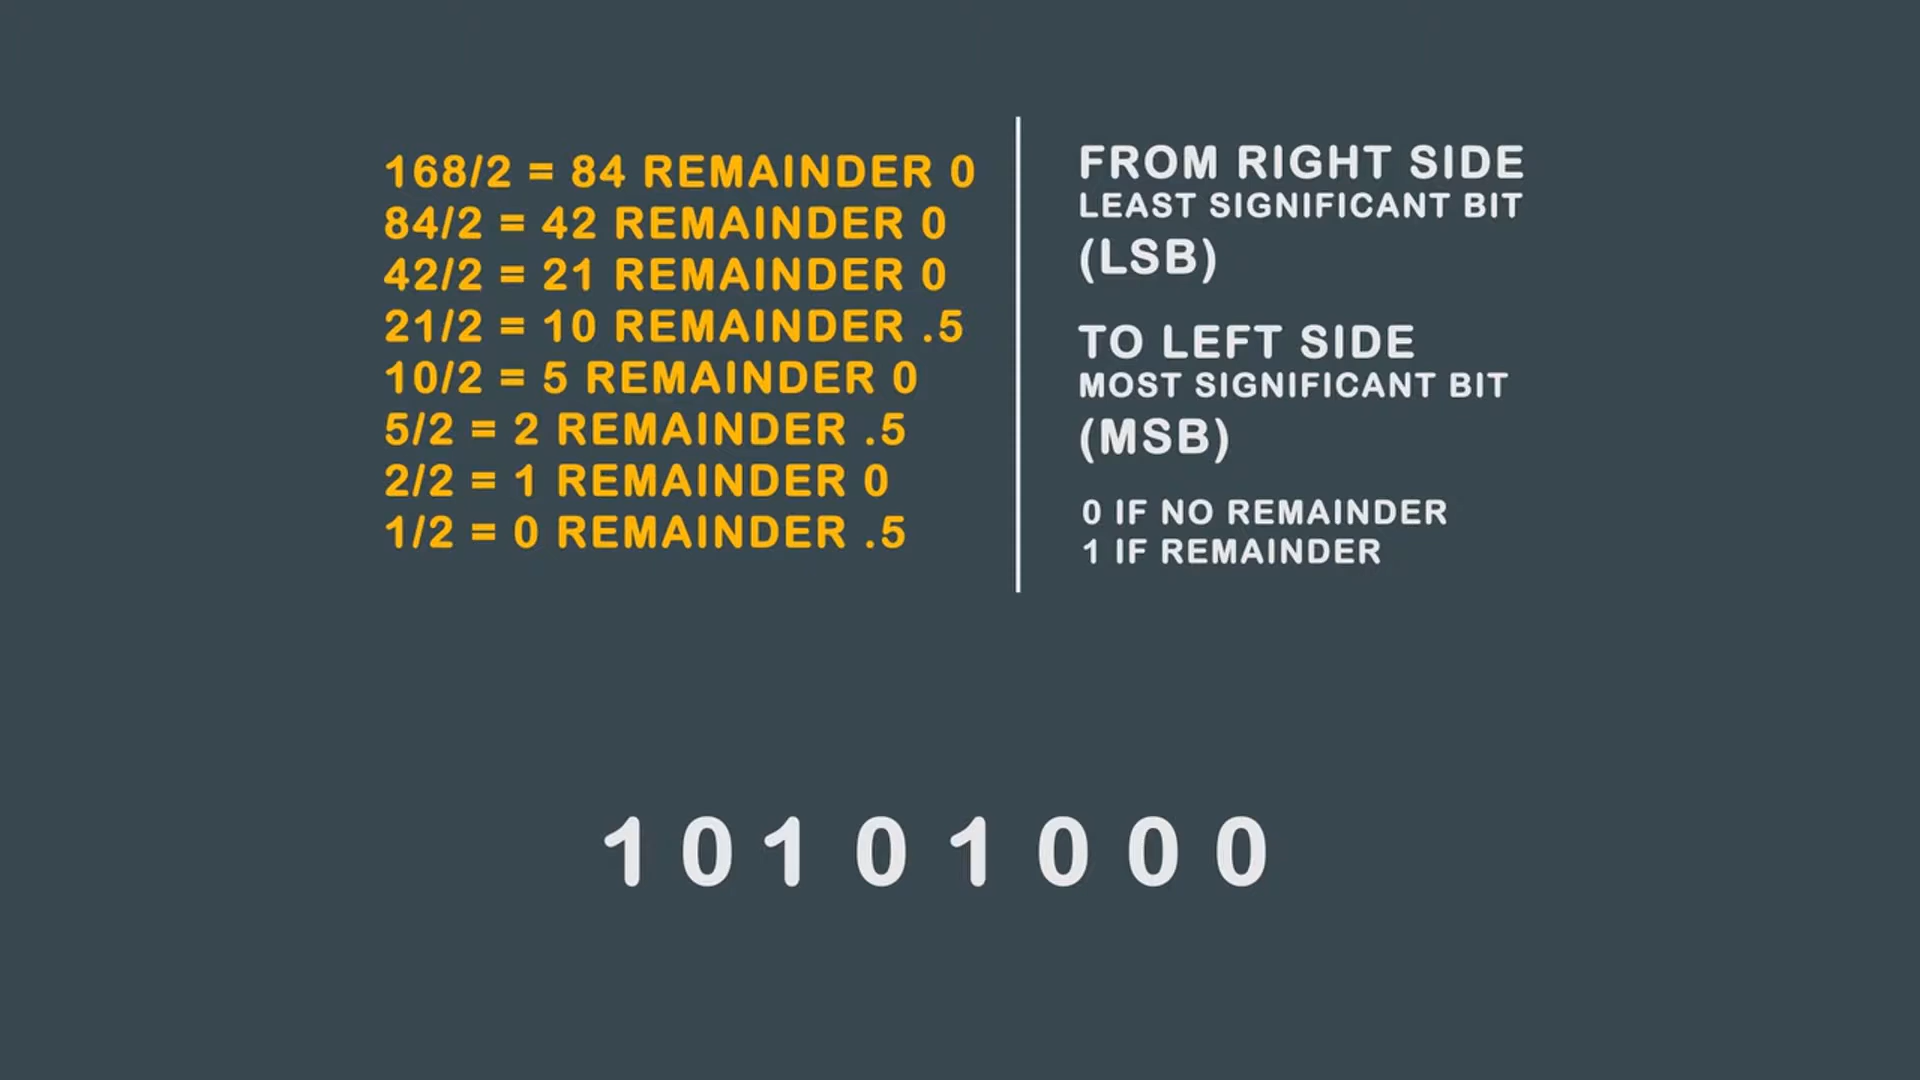 168/2 = 84 REMAINDER 0
84/2 = 42 REMAINDER 0
42/2 = 21 REMAINDER 0
21/2 = 10 REMAINDER .5
10/2 = 5 REMAINDER 0
5/2 = 2 REMAINDER .5
2/2 = 1 REMAINDER 0
1/2 = 0 REMAINDER .5
FROM RIGHT SIDE
LEAST SIGNIFICANT BIT
(LSB)
TO LEFT SIDE
MOST SIGNIFICANT BIT
(MSB)
0 IF NO REMAINDER
1 IF REMAINDER
1 0 1 0 1 0 0 0